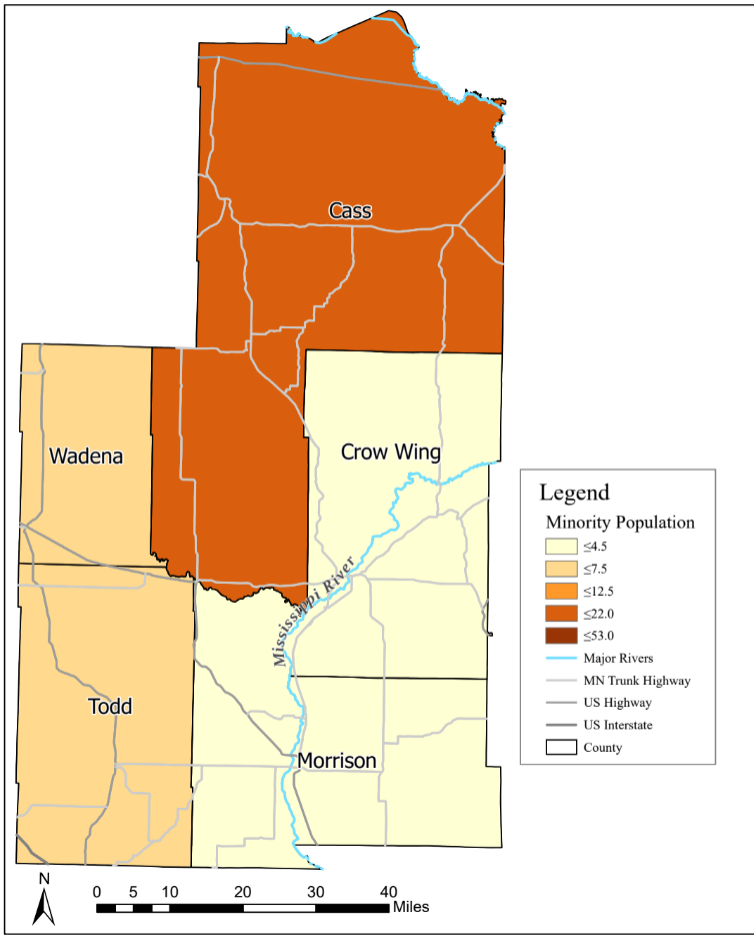 Cass
Wadena
Crow Wing
Mississippi River
Todd
Morrison
Legend
Minority Population
≤4.5
≤7.5
≤12.5
≤22.0
≤53.0
Major Rivers
MN Trunk Highway
US Highway
US Interstate
County
N
0 5 10 20 30 40
Miles